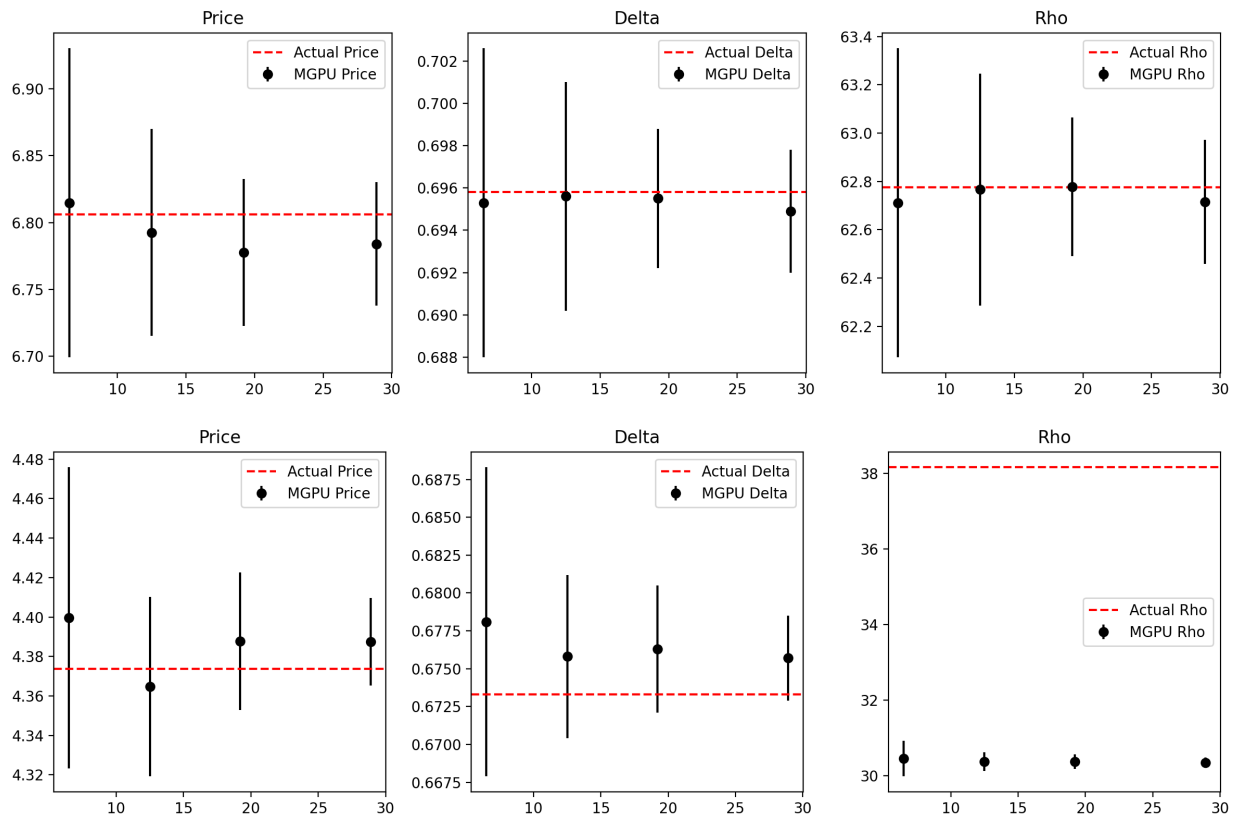 Price
Actual Price
MGPU Price
6.90
6.85
6.80
6.75
6.70
10 15 20 25 30
Delta
Actual Delta
MGPU Delta
0.702
0.700
0.698
0.696
0.694
0.692
0.690
0.688
10 15 20 25 30
Rho
Actual Rho
MGPU Rho
63.4
63.2
63.0
62.8
62.6
62.4
62.2
10 15 20 25 30
Price
Actual Price
MGPU Price
4.48
4.46
4.44
4.42
4.40
4.38
4.36
4.34
4.32
10 15 20 25 30
Delta
Actual Delta
MGPU Delta
0.6875
0.6850
0.6825
0.6800
0.6775
0.6750
0.6725
0.6700
0.6675
10 15 20 25 30
Rho
38
36
34
32
30
Actual Rho
MGPU Rho
10 15 20 25 30